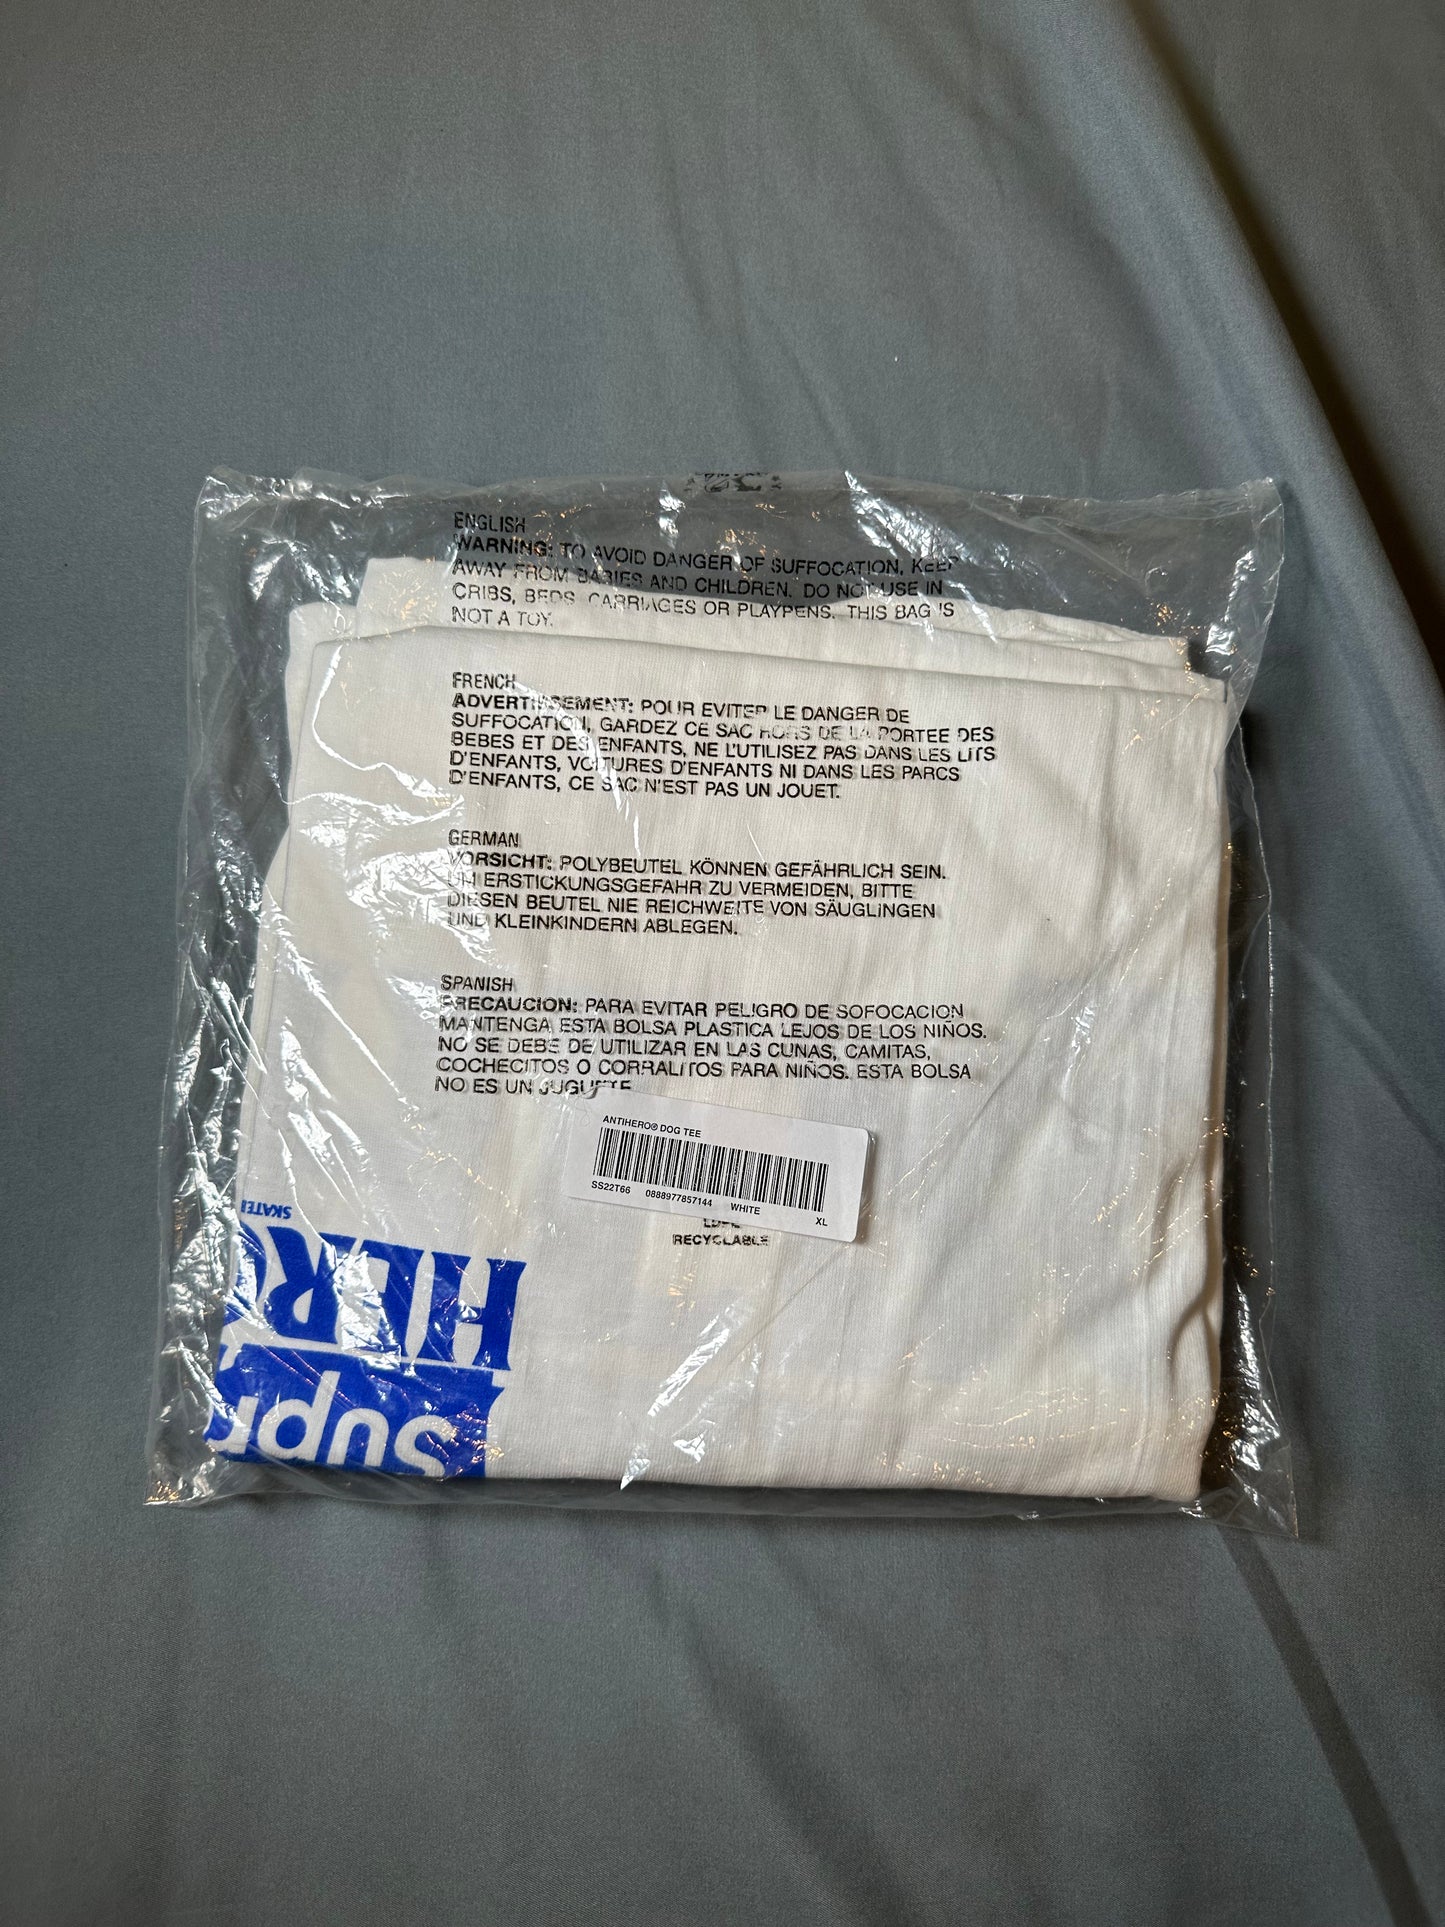 ENGLISH
WARNING: TO AVOID DANGER OF SUFFOCATION, KEEP
AWAY FROM BABIES AND CHILDREN. DO NOT USE IN
CRIBS, BEDS, CARRIAGES OR PLAYPENS. THIS BAG IS
NOT A TOY.
FRENCH
ADVERTISSEMENT: POUR EVITER LE DANGER DE
SUFFOCATION, GARDEZ CE SAC HORS DE LA PORTEE DES
BEBES ET DES ENFANTS, NE L'UTILISEZ PAS DANS LES LITS
D'ENFANTS, VOITURES D'ENFANTS NI DANS LES PARCS
D'ENFANTS, CE SAC N'EST PAS UN JOUET.
GERMAN
VORSICHT: POLYBEUTEL KÖNNEN GEFÄHRLICH SEIN.
UM ERSTICKUNGSGEFAHR ZU VERMEIDEN, BITTE
DIESEN BEUTEL NIE REICHWEITE VON SÄUGLINGEN
UND KLEINKINDERN ABLEGEN.
SPANISH
PRECAUCION: PARA EVITAR PELIGRO DE SOFOCACION
MANTENGA ESTA BOLSA PLASTICA LEJOS DE LOS NIÑOS.
NO SE DEBE DE UTILIZAR EN LAS CUNAS, CAMITAS,
COCHECITOS O CORRALITOS PARA NIÑOS. ESTA BOLSA
NO ES UN JUGUETE
ANTIHERO® DOG TEE
SS22T66 0888977857144 WHITE XL
LDPE
RECYCLABLE
SKATE
HERO
Supr